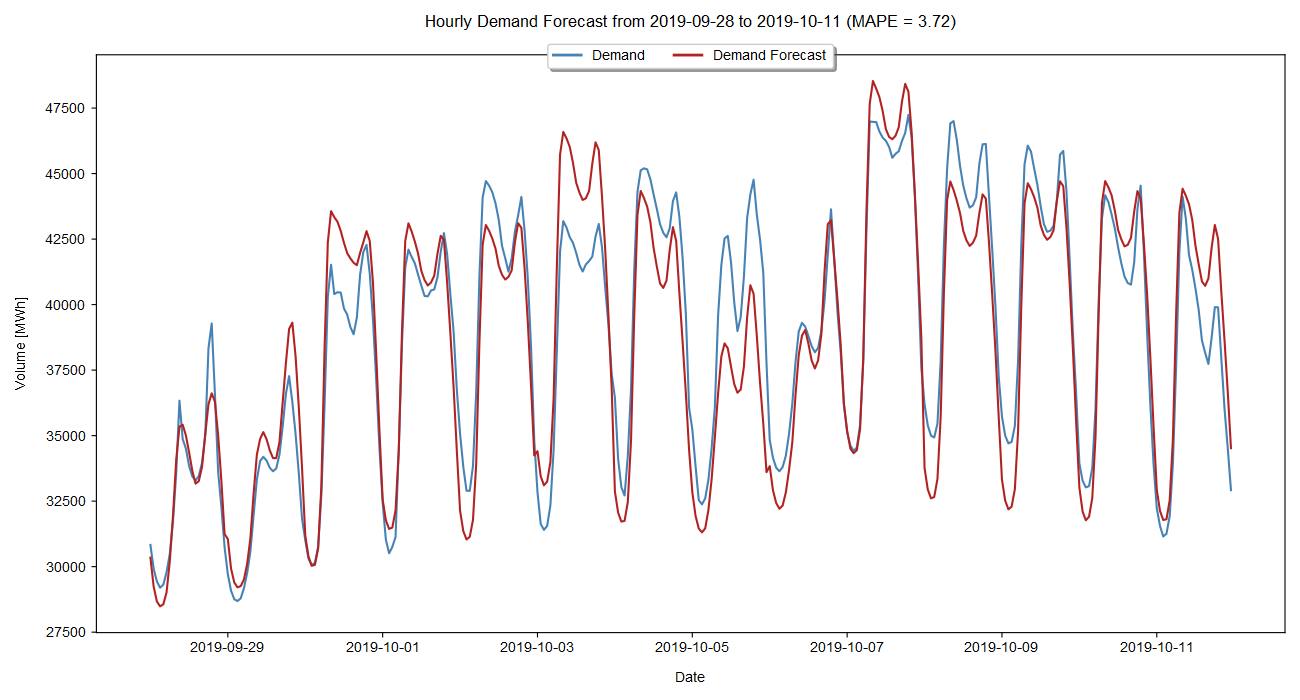 Hourly Demand Forecast from 2019-09-28 to 2019-10-11 (MAPE = 3.72)
Demand Demand Forecast
47500
45000
42500
40000
37500
35000
32500
30000
27500
Volume [MWh]
2019-09-29 2019-10-01 2019-10-03 2019-10-05 2019-10-07 2019-10-09 2019-10-11
Date